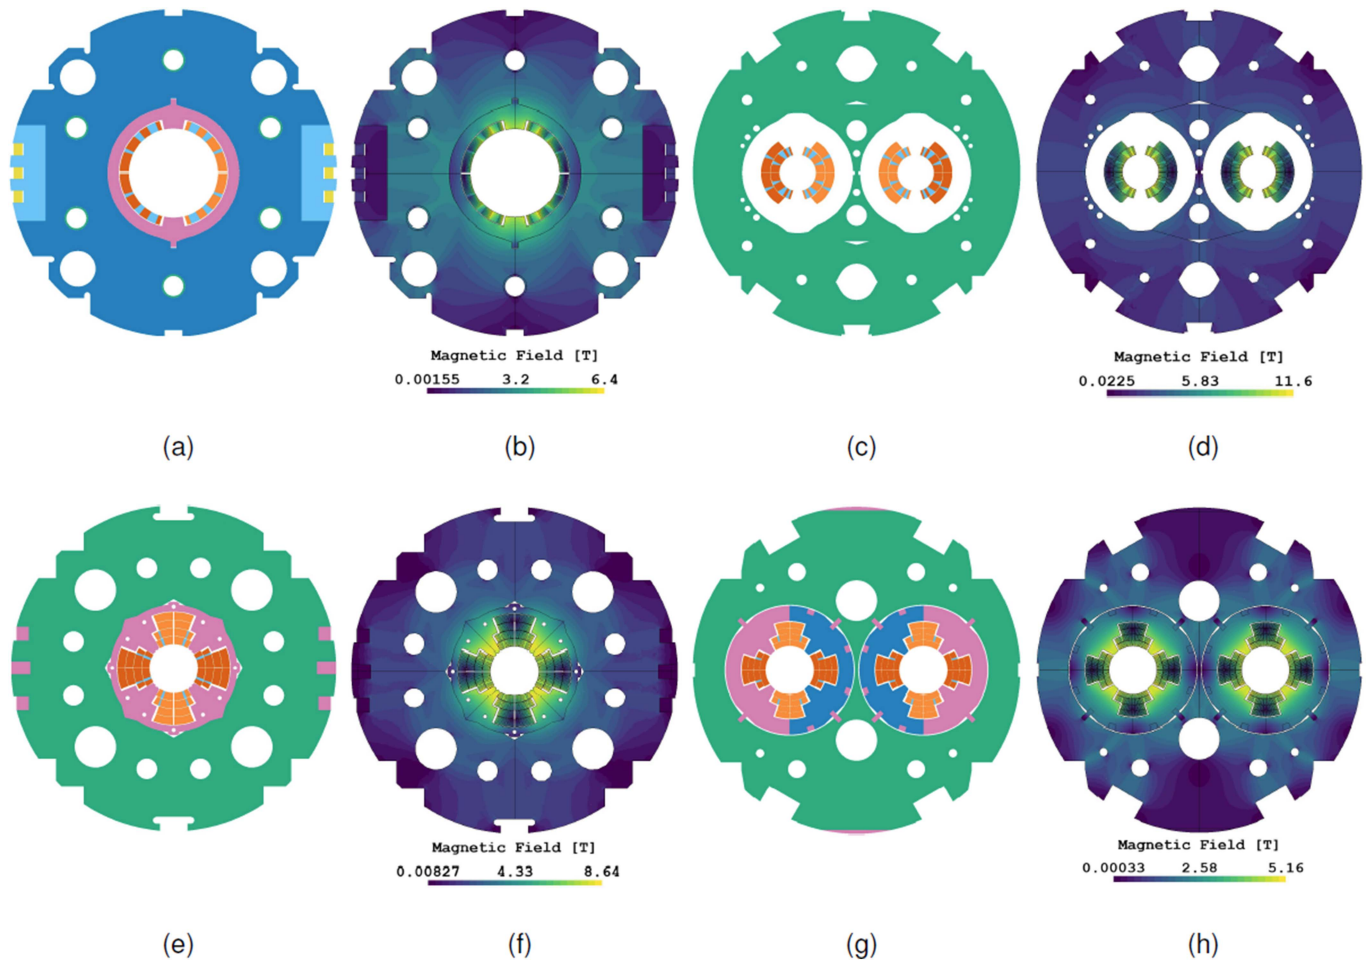 Magnetic Field [T]
0.00155 3.2 6.4
Magnetic Field [T]
0.0225 5.83 11.6
(a) (b) (c) (d)
Magnetic Field [T]
0.00827 4.33 8.64
Magnetic Field [T]
0.00033 2.58 5.16
(e) (f) (g) (h)